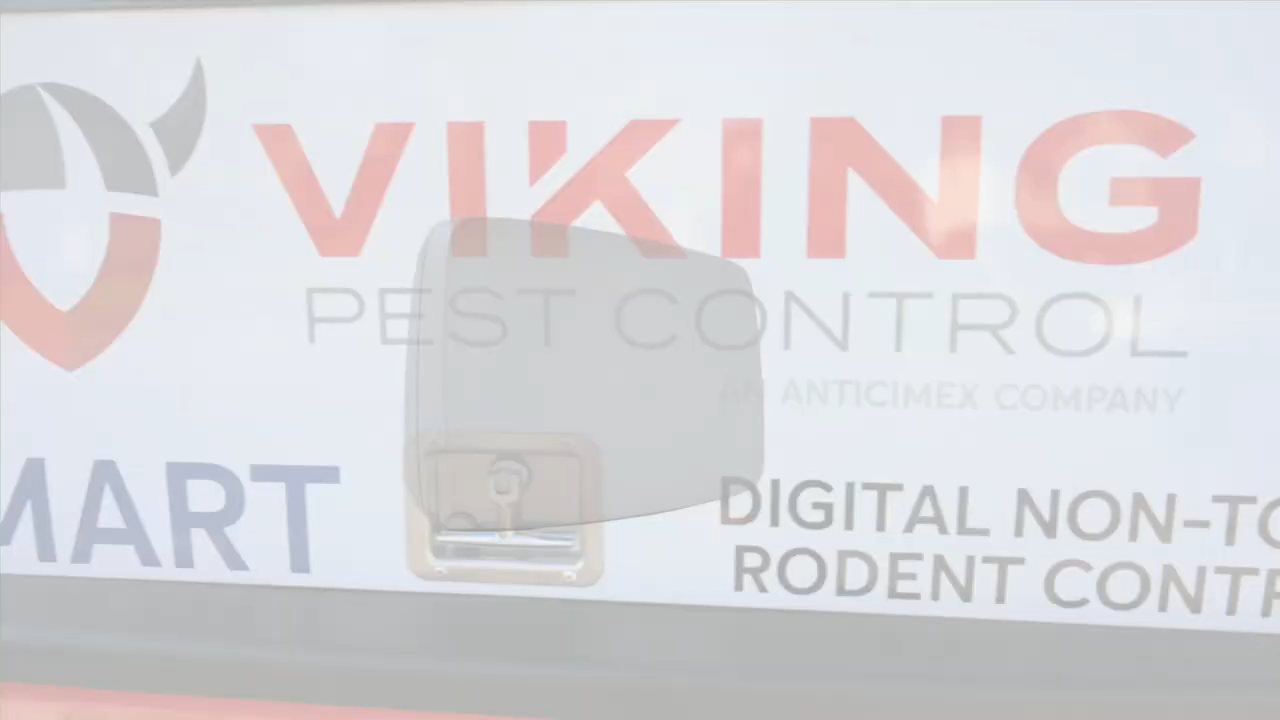 VIKING
PEST CONTROL
AN ANTICIMEX COMPANY
MART
DIGITAL NON-TO
RODENT CONTR